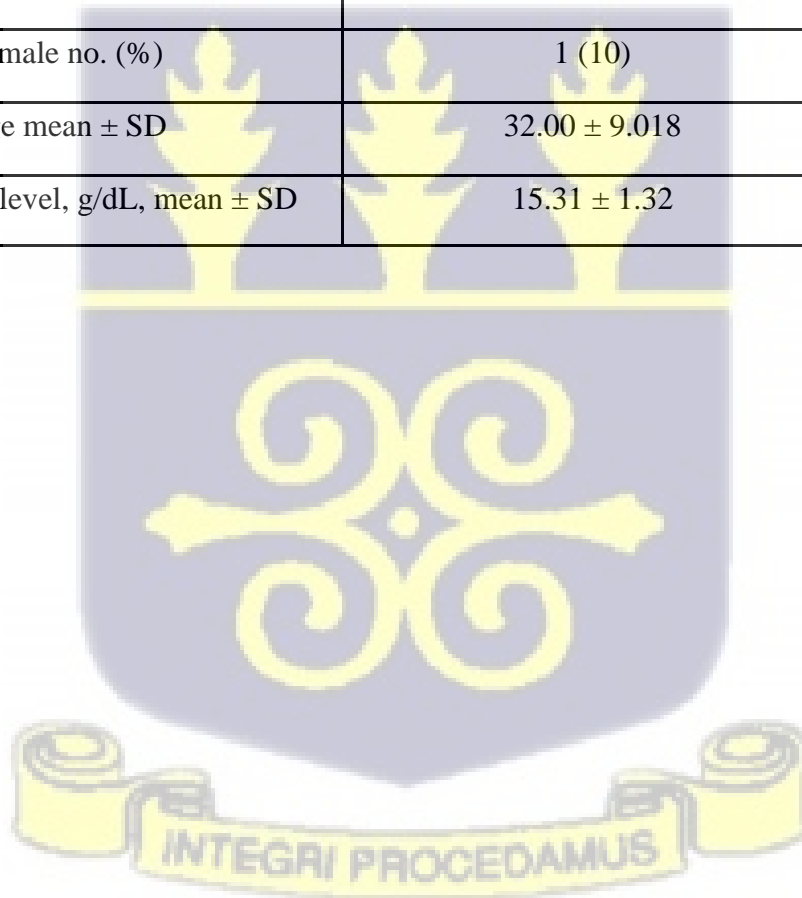 male no. (%) 1 (10)
e mean ± SD 32.00 ± 9.018
level, g/dL, mean ± SD 15.31 ± 1.32
INTEGRI PROCEDAMUS